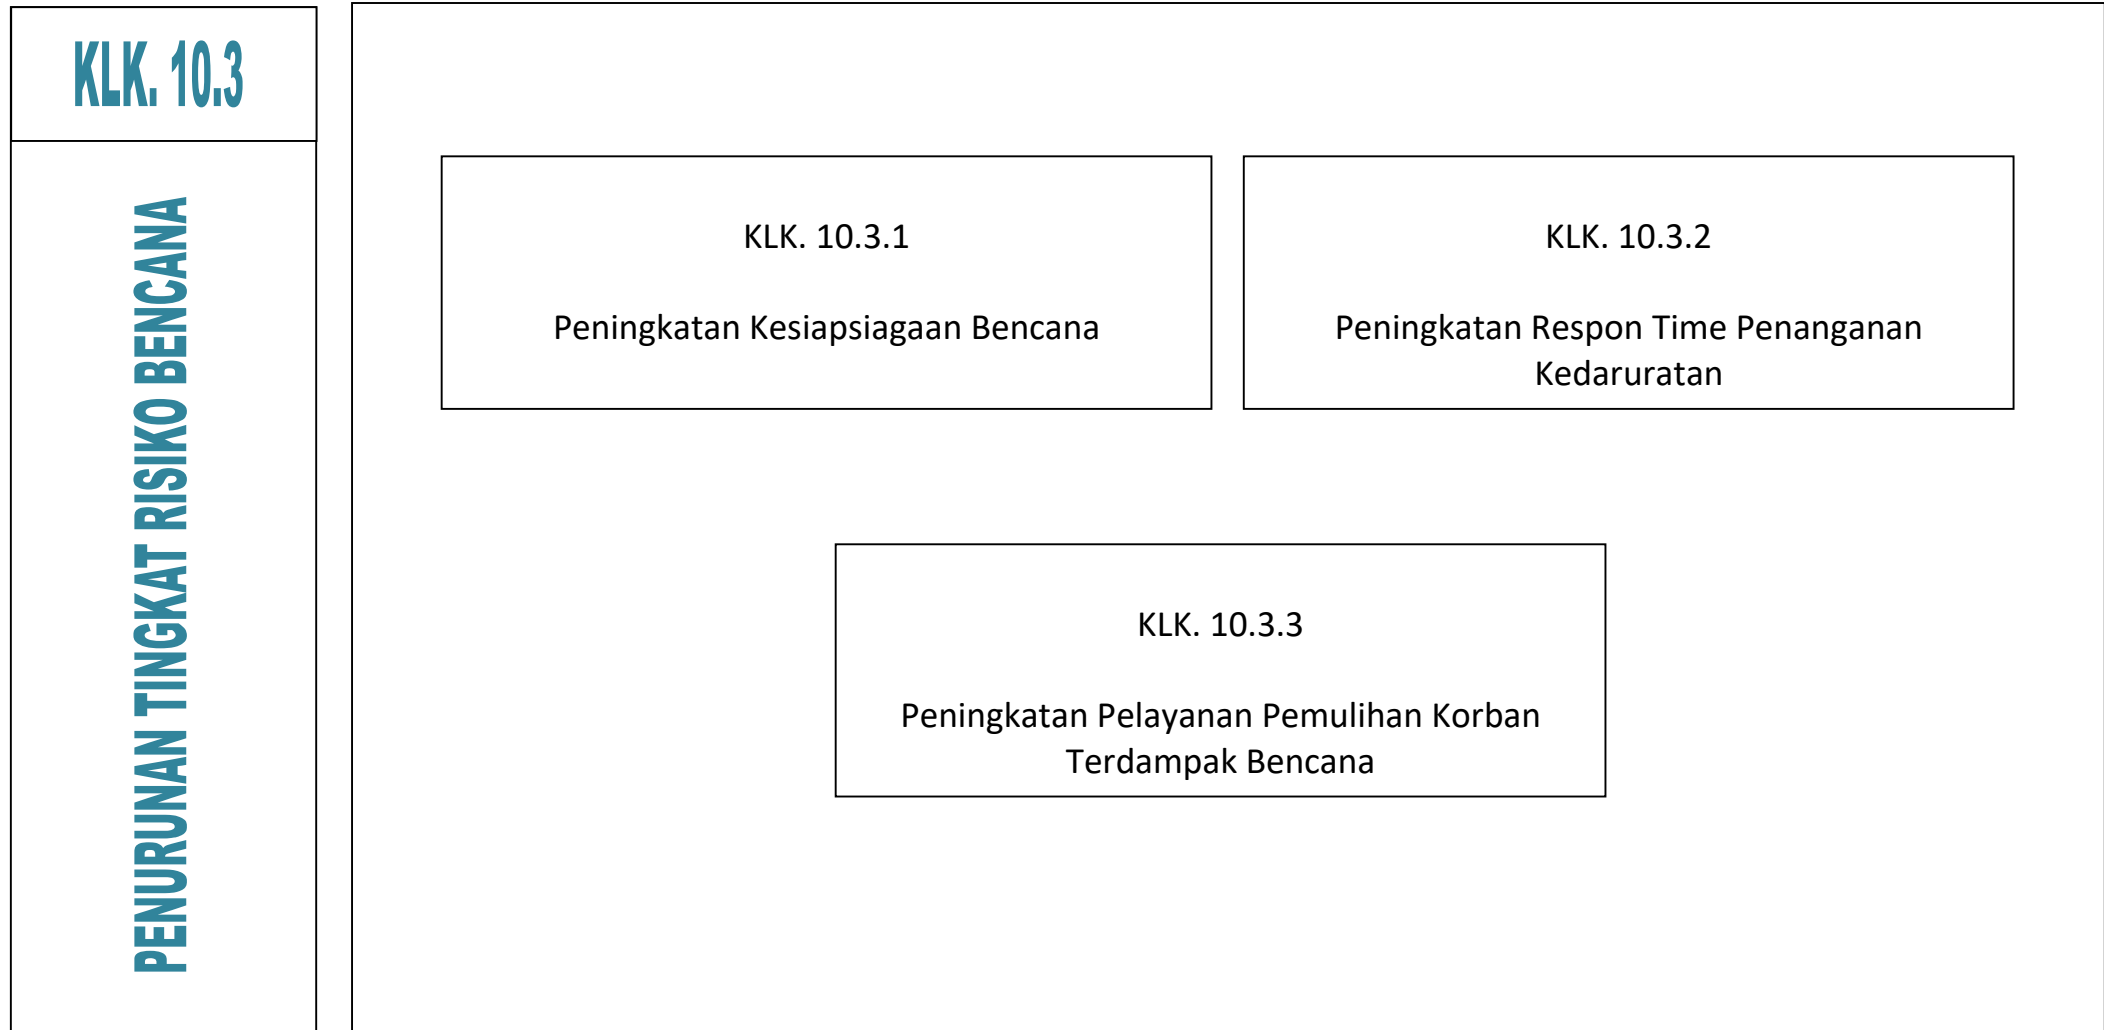 KLK. 10.3
PENURUNAN TINGKAT RISIKO BENCANA
KLK. 10.3.1
Peningkatan Kesiapsiagaan Bencana
KLK. 10.3.2
Peningkatan Respon Time Penanganan
Kedaruratan
KLK. 10.3.3
Peningkatan Pelayanan Pemulihan Korban
Terdampak Bencana